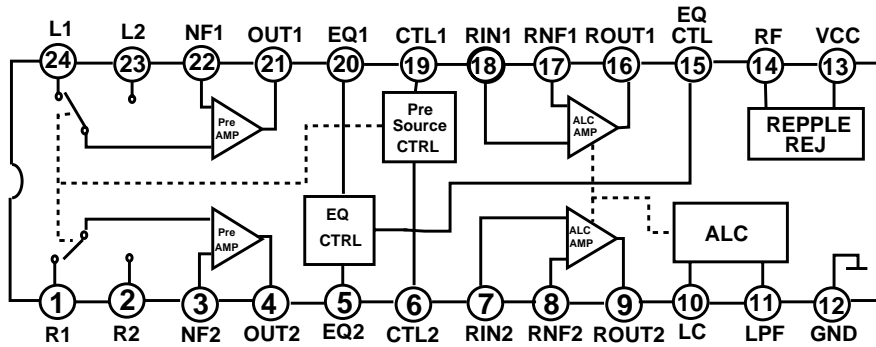 L1 L2 NF1 OUT1 EQ1 CTL1 RIN1 RNF1 ROUT1 EQ CTL RF VCC
24 23 22 21 20 19 18 17 16 15 14 13
Pre AMP
Pre Source CTRL
ALC AMP
REPPLE REJ
Pre AMP
EQ CTRL
ALC AMP
ALC
1 2 3 4 5 6 7 8 9 10 11 12
R1 R2 NF2 OUT2 EQ2 CTL2 RIN2 RNF2 ROUT2 LC LPF GND